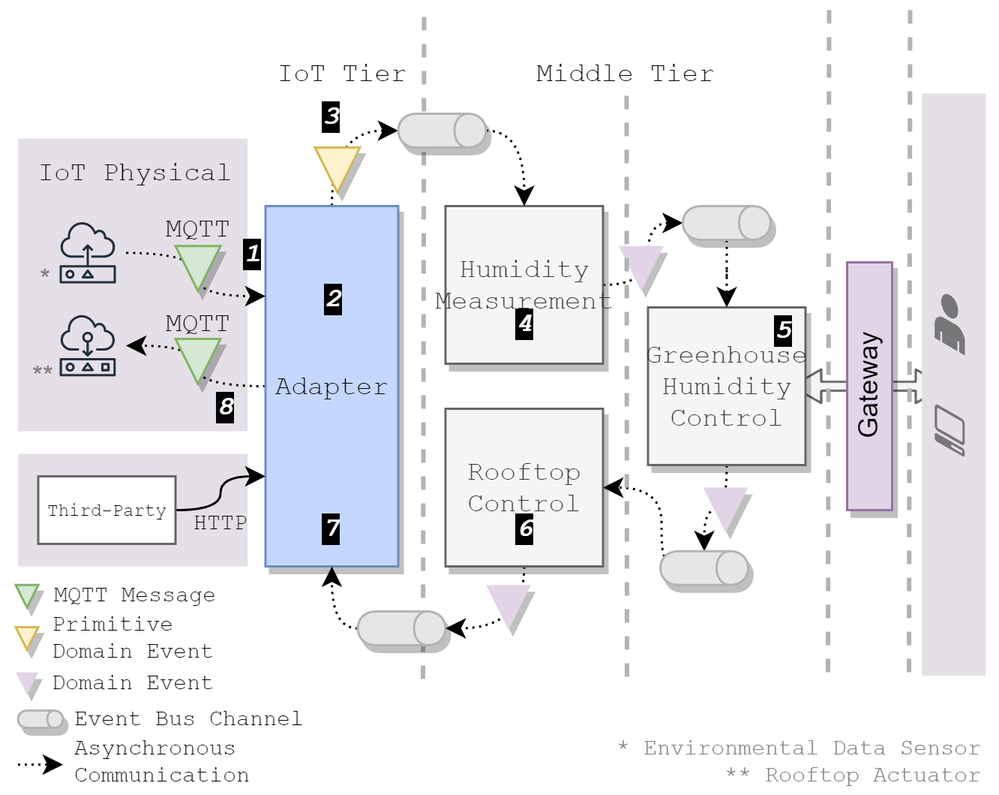 IoT Tier
Middle Tier
3
IoT Physical
MQTT
1
*
2
MQTT
**
8
Adapter
Third-Party
HTTP
7
Humidity
Measurement
4
Rooftop
Control
6
5
Greenhouse
Humidity
Control
Gateway
MQTT Message
Primitive
Domain Event
Domain Event
Event Bus Channel
Asynchronous
Communication
* Environmental Data Sensor
** Rooftop Actuator